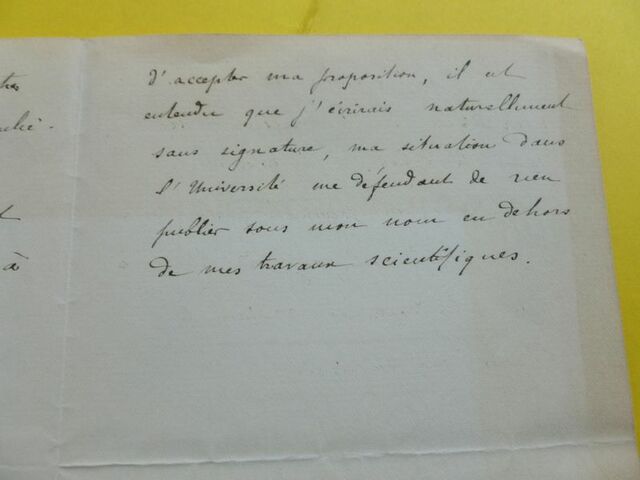 d'accepter ma proposition, il est
entendu que j'écrirais naturellement
sans signature, ma situation dans
l'Université me défendant de rien
publier sous mon nom en dehors
de mes travaux scientifiques.
à